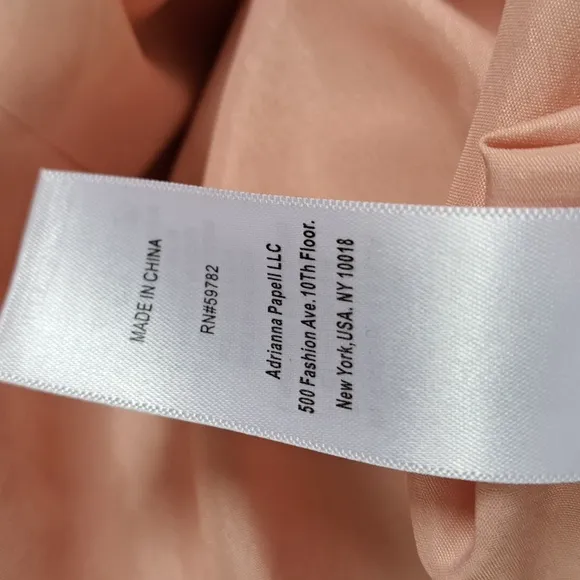 MADE IN CHINA
RN#59782
Adrianna Papell LLC
500 Fashion Ave.10Th Floor.
New York,USA. NY 10018